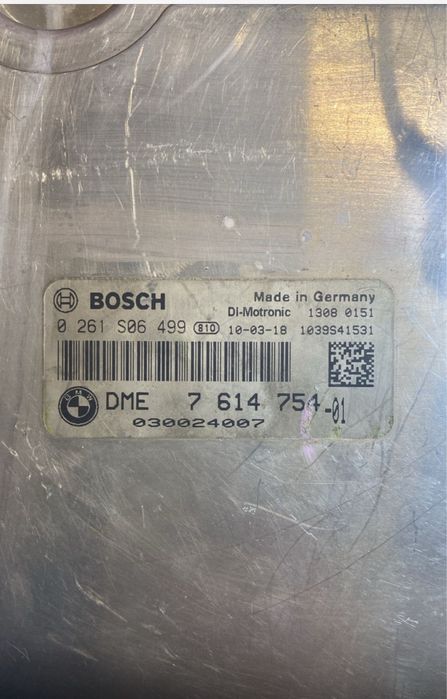 BOSCH
Made in Germany
DI-Motronic 1308 0151
0 261 S06 499 810 10-03-18 1039S41531
BMW
DME 7 614 754-01
030024007